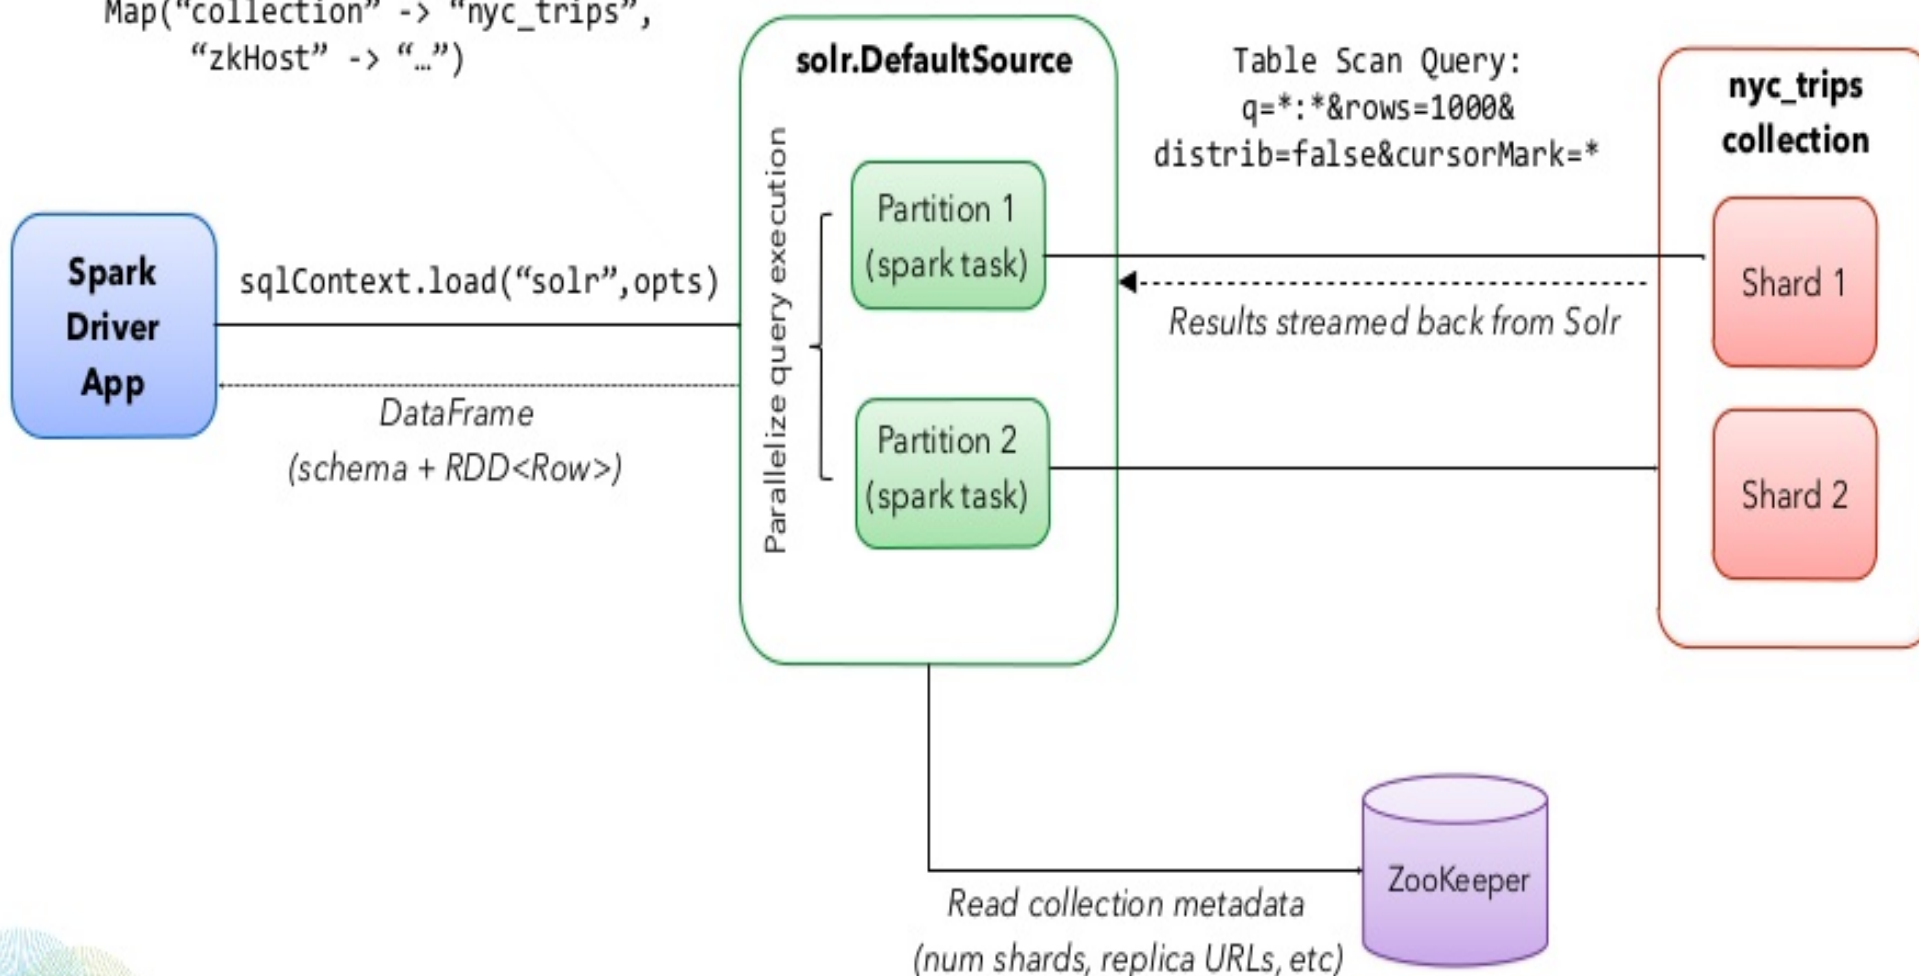 Map(“collection” -> “nyc_trips”,
“zkHost” -> “…”)
solr.DefaultSource
Table Scan Query:
q=*:*&rows=1000&
distrib=false&cursorMark=*
nyc_trips
collection
Parallelize query execution
Partition 1
(spark task)
Spark
Driver
App
sqlContext.load(“solr”,opts)
Shard 1
Results streamed back from Solr
DataFrame
(schema + RDD<Row>)
Partition 2
(spark task)
Shard 2
ZooKeeper
Read collection metadata
(num shards, replica URLs, etc)